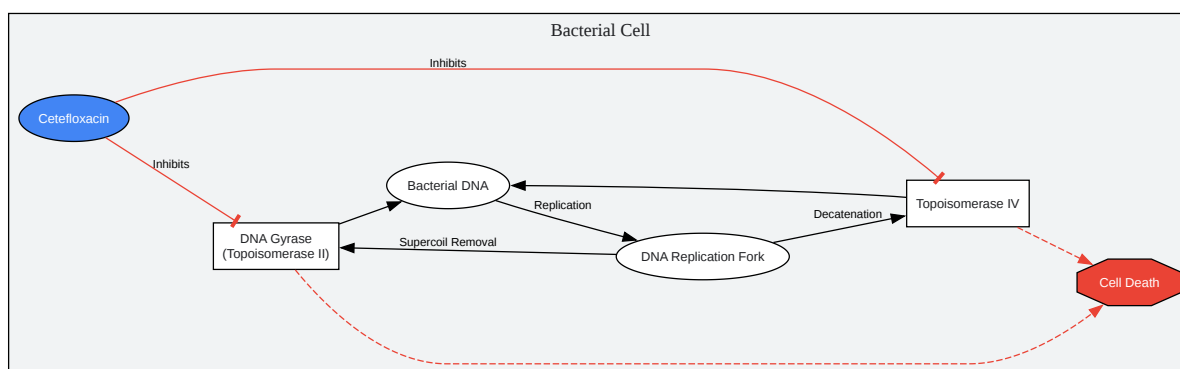 Bacterial Cell
Inhibits
Cetefloxacin
Inhibits
Bacterial DNA
Replication
Topoisomerase IV
Decatenation
DNA Gyrase
(Topoisomerase II)
Supercoil Removal
DNA Replication Fork
Cell Death